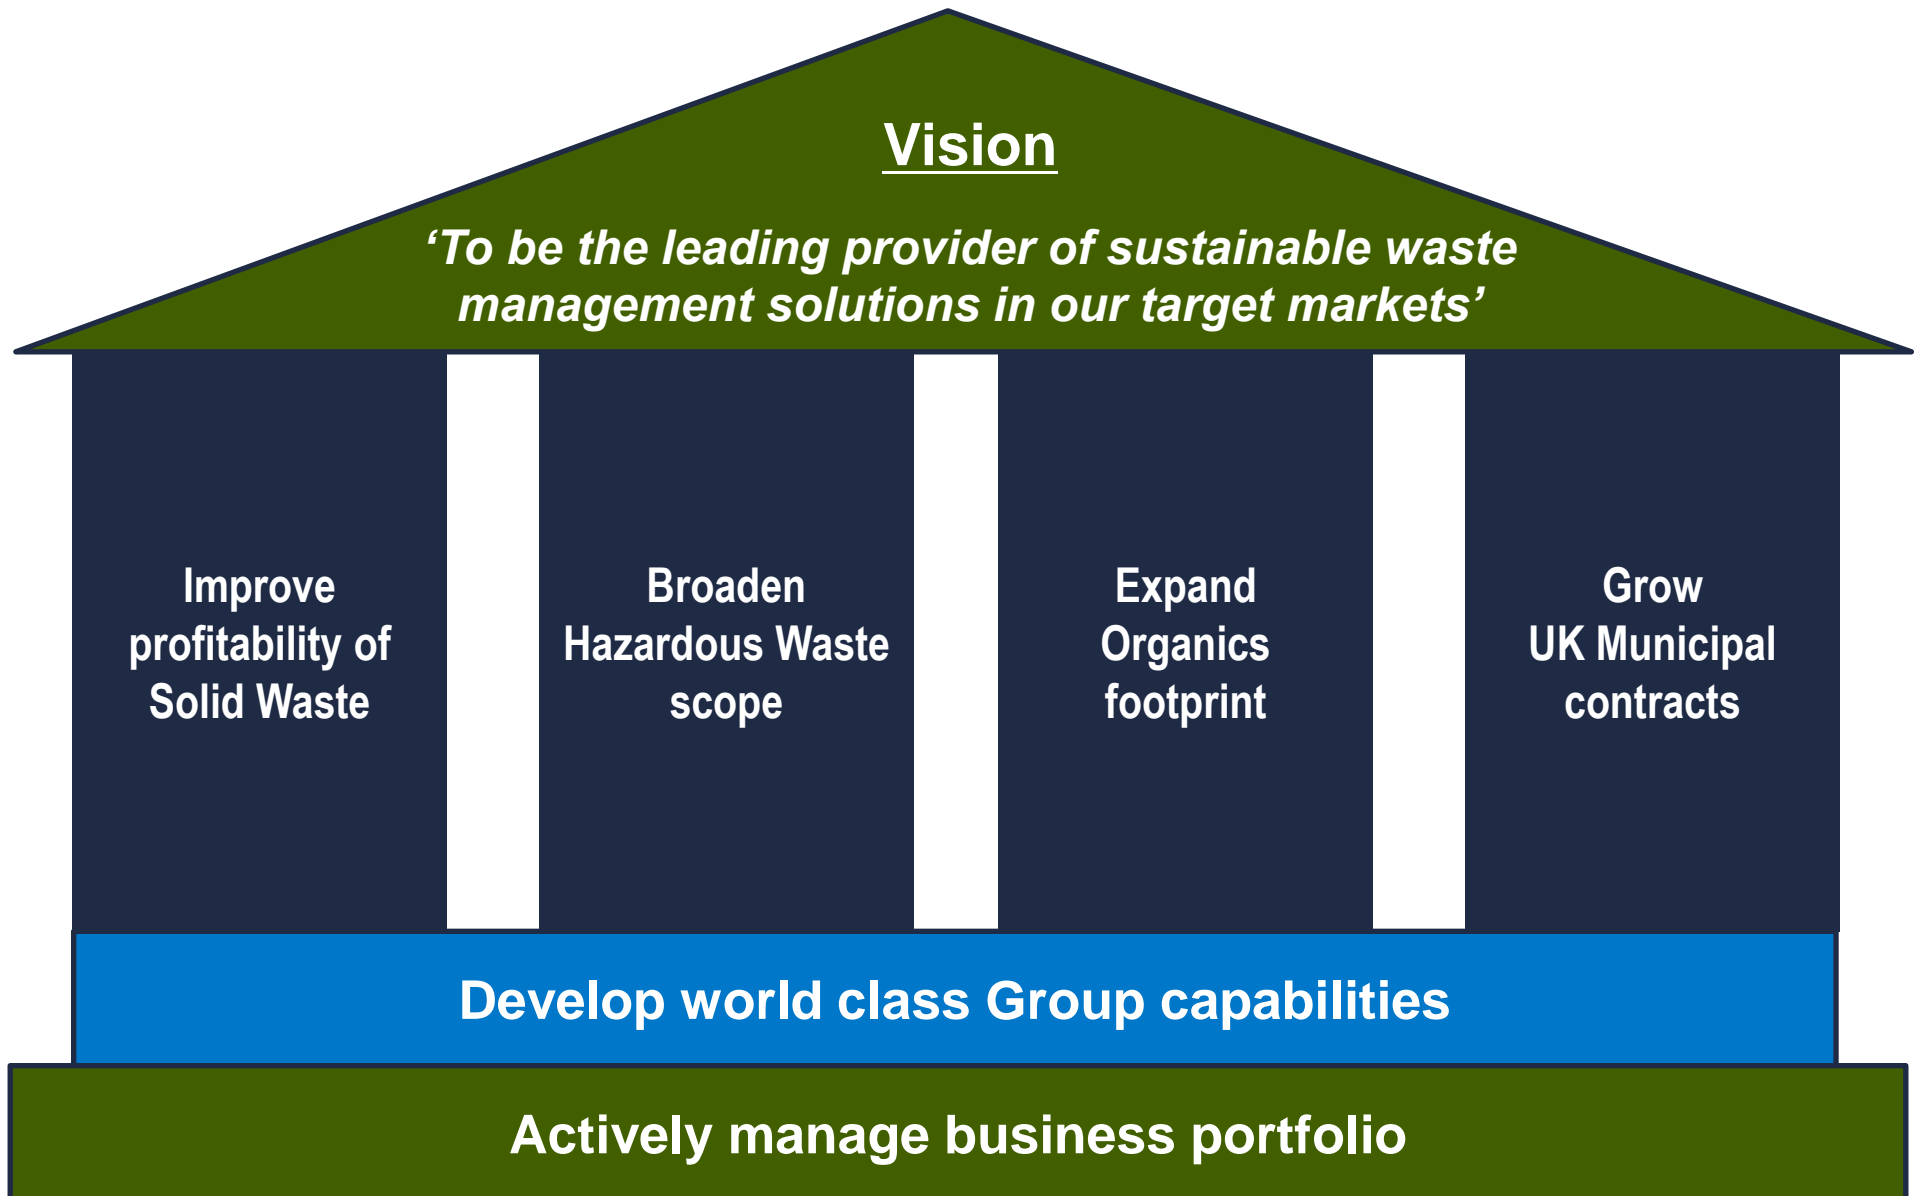 Vision
‘To be the leading provider of sustainable waste
management solutions in our target markets’
Improve
profitability of
Solid Waste
Broaden
Hazardous Waste
scope
Expand
Organics
footprint
Grow
UK Municipal
contracts
Develop world class Group capabilities
Actively manage business portfolio